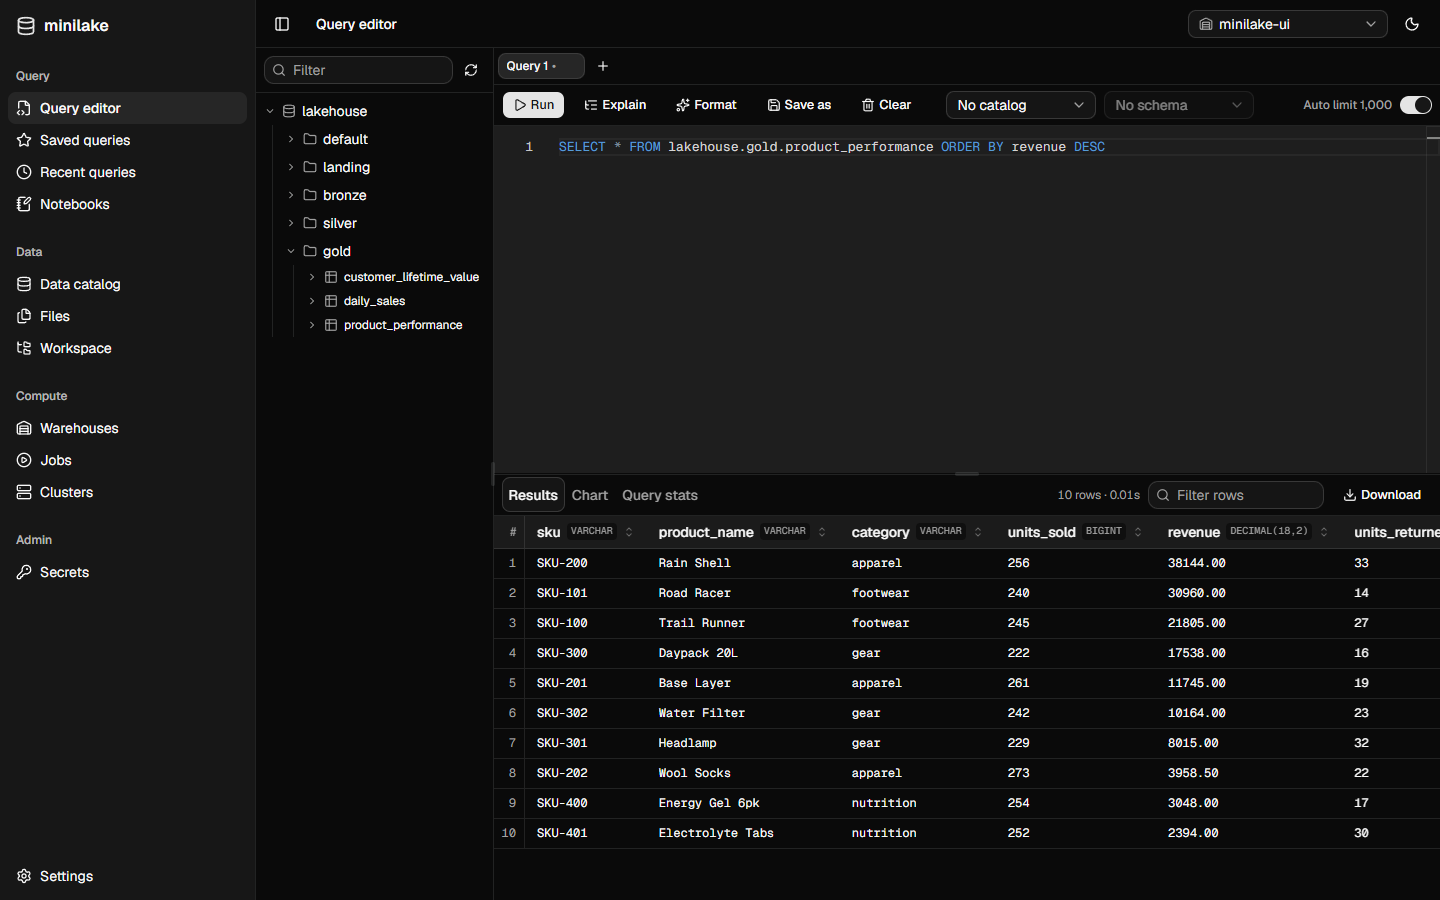 minilake
Query
Query editor
Saved queries
Recent queries
Notebooks
Data
Data catalog
Files
Workspace
Compute
Warehouses
Jobs
Clusters
Admin
Secrets
Settings
Query editor
minilake-ui
Filter
lakehouse
default
landing
bronze
silver
gold
customer_lifetime_value
daily_sales
product_performance
Query 1 •
Run Explain Format Save as Clear No catalog No schema Auto limit 1,000
1 SELECT * FROM lakehouse.gold.product_performance ORDER BY revenue DESC
Results Chart Query stats 10 rows · 0.01s Filter rows Download
# sku VARCHAR product_name VARCHAR category VARCHAR units_sold BIGINT revenue DECIMAL(18,2) units_returne
1 SKU-200 Rain Shell apparel 256 38144.00 33
2 SKU-101 Road Racer footwear 240 30960.00 14
3 SKU-100 Trail Runner footwear 245 21805.00 27
4 SKU-300 Daypack 20L gear 222 17538.00 16
5 SKU-201 Base Layer apparel 261 11745.00 19
6 SKU-302 Water Filter gear 242 10164.00 23
7 SKU-301 Headlamp gear 229 8015.00 32
8 SKU-202 Wool Socks apparel 273 3958.50 22
9 SKU-400 Energy Gel 6pk nutrition 254 3048.00 17
10 SKU-401 Electrolyte Tabs nutrition 252 2394.00 30